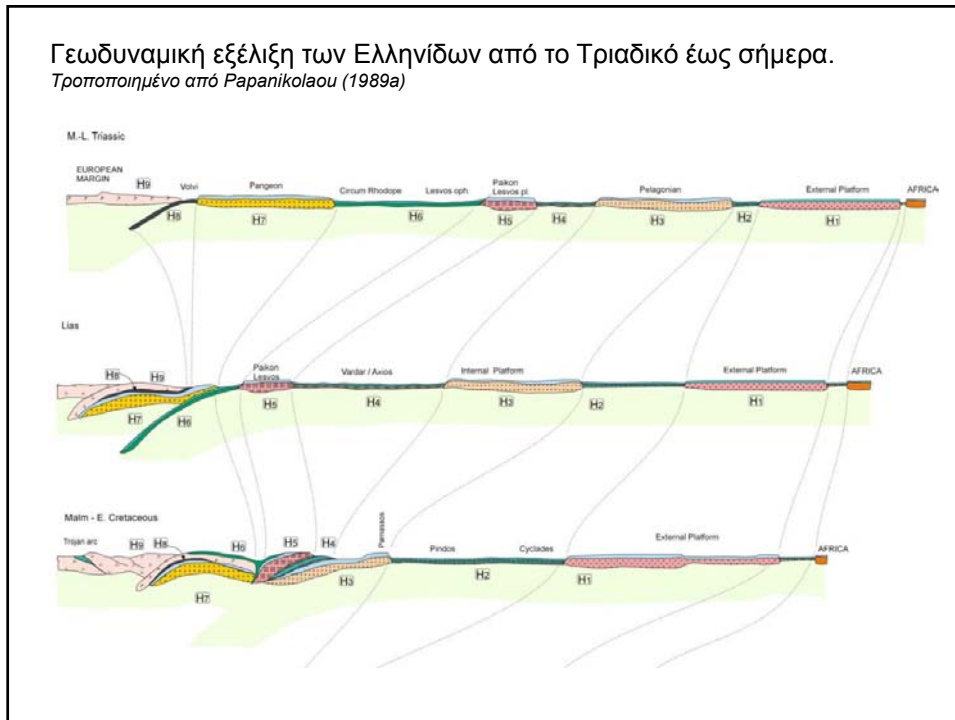 Γεωδυναμική εξέλιξη των Ελληνίδων από το Τριαδικό έως σήμερα.
Τροποποιημένο από Papanikolaou (1989a)
M.-L. Triassic
EUROPEAN
MARGIN
H9
Volvi
Pangeon
Circum Rhodope
Lesvos oph.
Paikon
Lesvos pl.
Pelagonian
External Platform
AFRICA
H8
H7
H6
H5
H4
H3
H2
H1
Lias
H8
H9
Paikon
Lesvos
Vardar / Axios
Internal Platform
External Platform
AFRICA
H7
H6
H5
H4
H3
H2
H1
Malm - E. Cretaceous
Trojan arc
H9
H8
H6
H5
H4
Parnassos
Pindos
Cyclades
External Platform
AFRICA
H7
H3
H2
H1